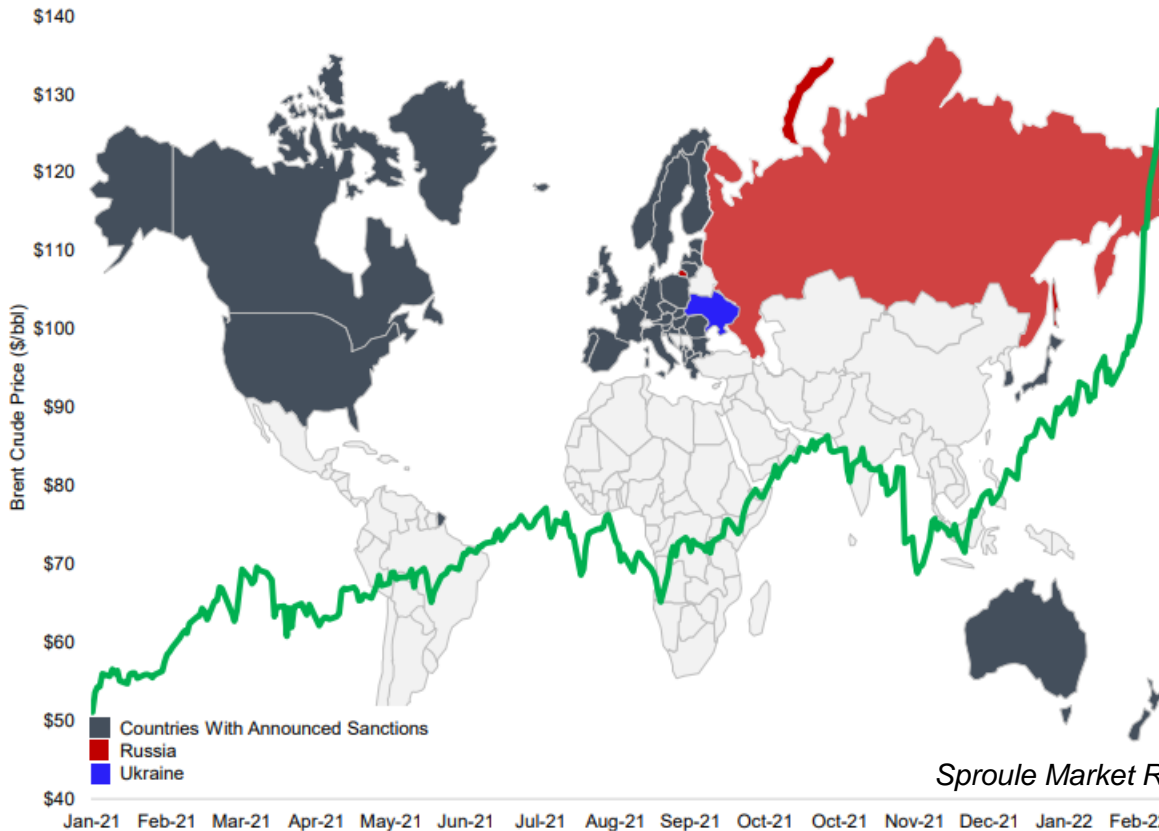 $140
$130
$120
$110
$100
$90
$80
$70
$60
$50
$40
Brent Crude Price ($/bbl)
Countries With Announced Sanctions
Russia
Ukraine
Sproule Market R
Jan-21 Feb-21 Mar-21 Apr-21 May-21 Jun-21 Jul-21 Aug-21 Sep-21 Oct-21 Oct-21 Nov-21 Dec-21 Jan-22 Feb-22